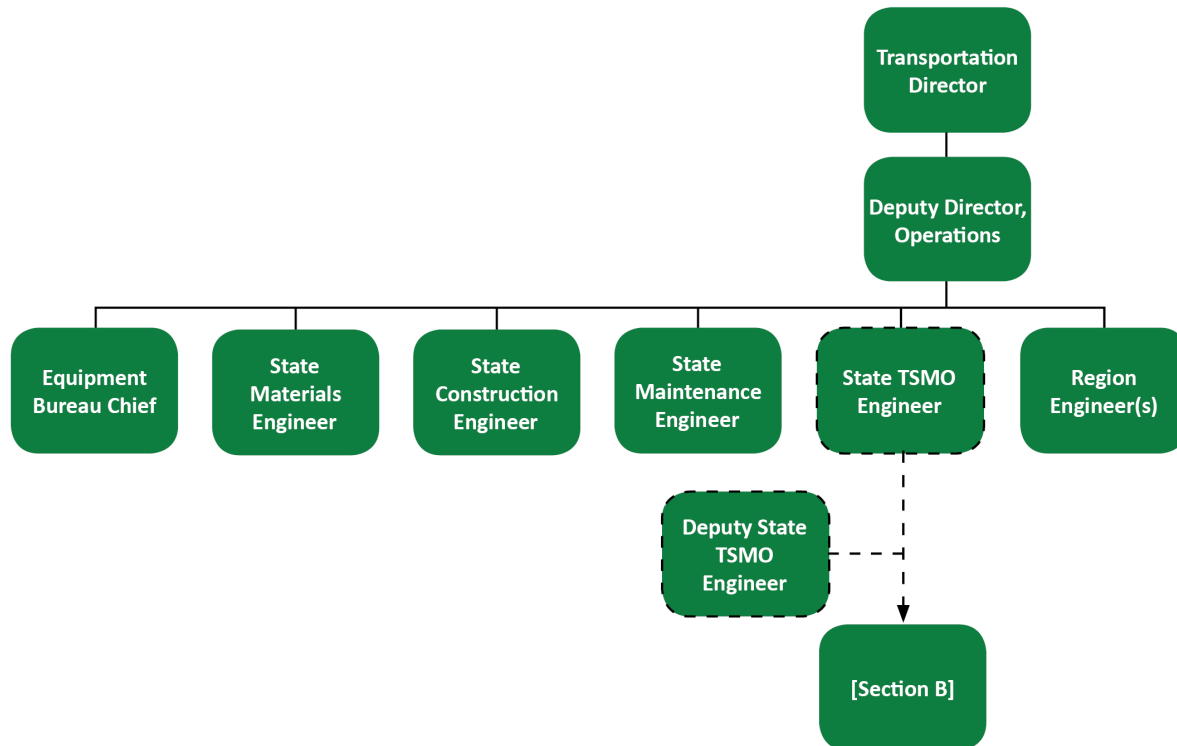 Transportation
Director
Deputy Director,
Operations
Equipment
Bureau Chief
State
Materials
Engineer
State
Construction
Engineer
State
Maintenance
Engineer
State TSMO
Engineer
Region
Engineer(s)
Deputy State
TSMO
Engineer
[Section B]